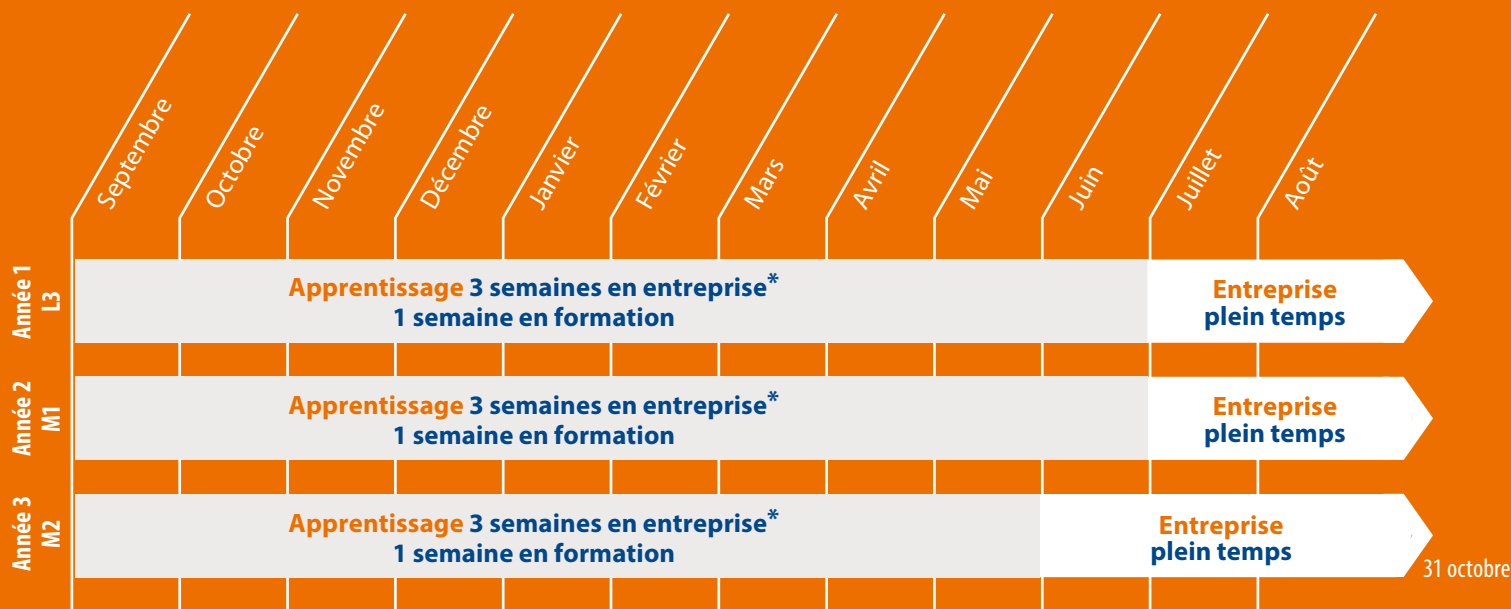 Septembre
Octobre
Novembre
Décembre
Janvier
Février
Mars
Avril
Mai
Juin
Juillet
Août
Année 1
L3
Apprentissage 3 semaines en entreprise*
1 semaine en formation
Entreprise
plein temps
Année 2
M1
Apprentissage 3 semaines en entreprise*
1 semaine en formation
Entreprise
plein temps
Année 3
M2
Apprentissage 3 semaines en entreprise*
1 semaine en formation
Entreprise
plein temps
31 octobre